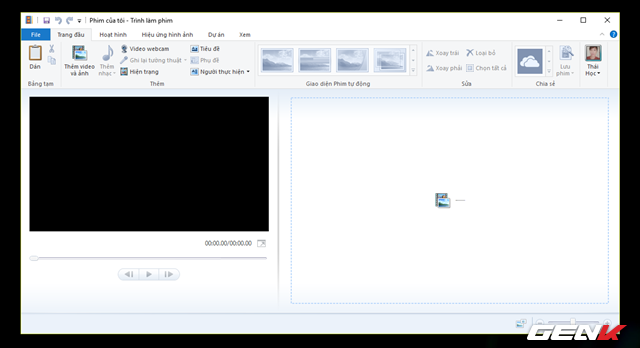 Phim của tôi - Trình làm phim
File Trang đầu Hoạt hình Hiệu ứng hình ảnh Dự án Xem
Dán
Bảng tạm
Thêm video và ảnh
Thêm nhạc
Video webcam
Ghi lại tường thuật
Hiện trạng
Tiêu đề
Phụ đề
Người thực hiện
Thêm
Giao diện Phim tự động
Xoay trái
Loại bỏ
Xoay phải
Chọn tất cả
Sửa
Chia sẻ
Lưu phim
Thái Học
00:00.00/00:00.00
GENK